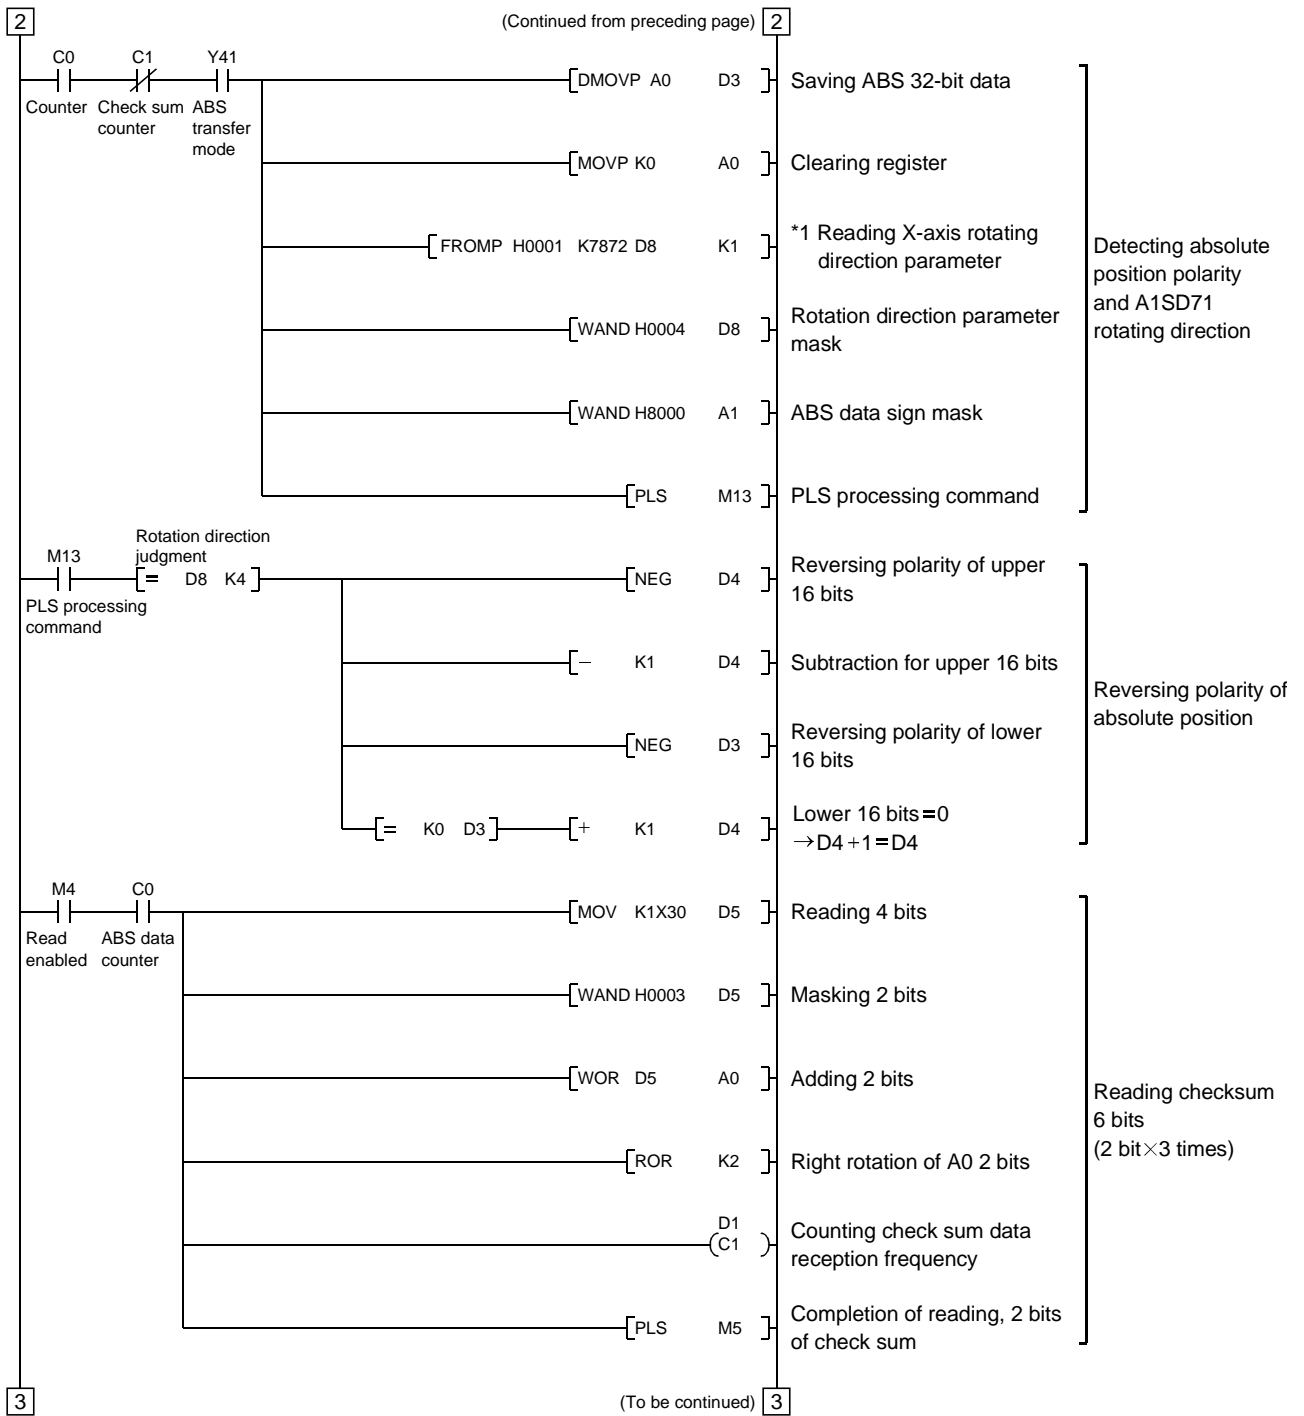 2 (Continued from preceding page) 2
C0 C1 Y41
[DMOVP A0 D3] Saving ABS 32-bit data
Counter Check sum ABS
counter transfer
mode
[MOVP K0 A0] Clearing register
[FROMP H0001 K7872 D8 K1] *1 Reading X-axis rotating
direction parameter
Detecting absolute
position polarity
and A1SD71
rotating direction
[WAND H0004 D8] Rotation direction parameter
mask
[WAND H8000 A1] ABS data sign mask
[PLS M13] PLS processing command
Rotation direction
judgment
M13
[= D8 K4]
PLS processing
command
[NEG D4] Reversing polarity of upper
16 bits
[− K1 D4] Subtraction for upper 16 bits
Reversing polarity of
absolute position
[NEG D3] Reversing polarity of lower
16 bits
[= K0 D3] [+ K1 D4] Lower 16 bits=0
→D4+1=D4
M4 C0
[MOV K1X30 D5] Reading 4 bits
Read ABS data
enabled counter
[WAND H0003 D5] Masking 2 bits
[WOR D5 A0] Adding 2 bits
Reading checksum
6 bits
(2 bit×3 times)
[ROR K2] Right rotation of A0 2 bits
D1
(C1) Counting check sum data
reception frequency
[PLS M5] Completion of reading, 2 bits
of check sum
3 (To be continued) 3